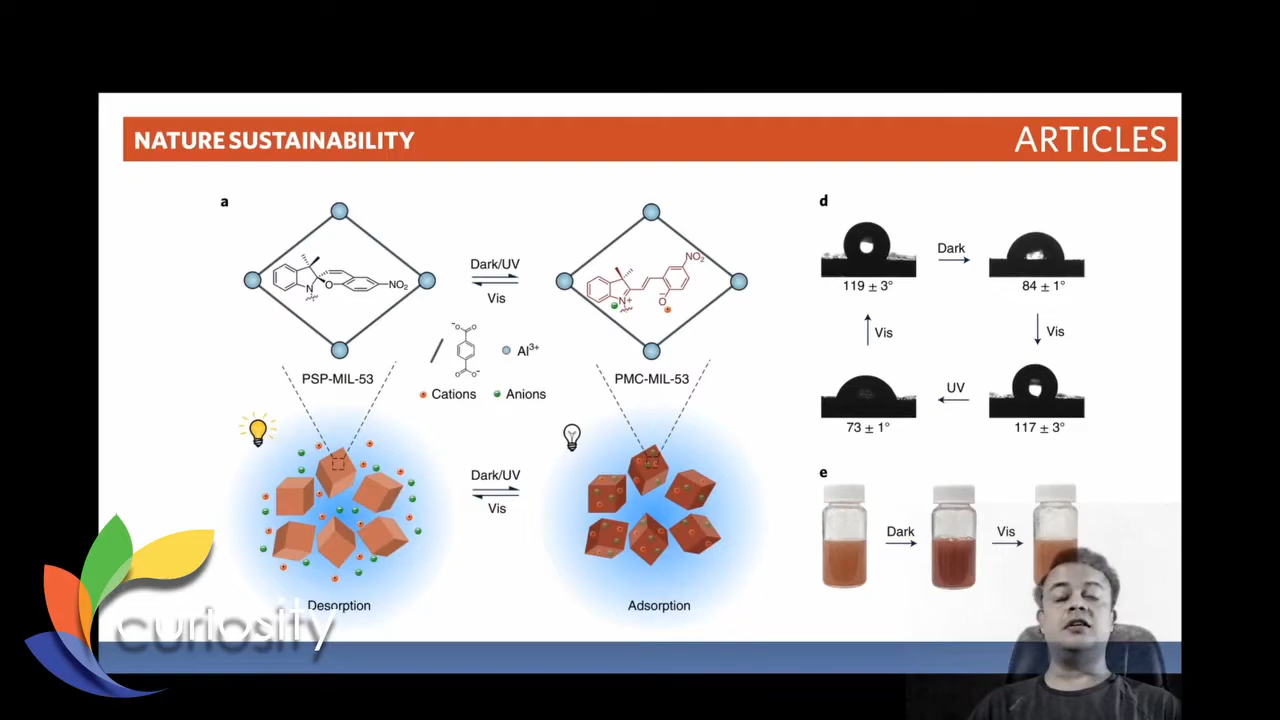 NATURE SUSTAINABILITY
ARTICLES
a
NO₂
N
O
Dark/UV
Vis
NO₂
N⁺
O⁻
⁻O
O
O
O⁻
Al³⁺
PSP-MIL-53
PMC-MIL-53
Cations
Anions
Dark/UV
Vis
Desorption
Adsorption
d
Dark
119 ± 3°
84 ± 1°
Vis
Vis
UV
73 ± 1°
117 ± 3°
e
Dark
Vis
curiosity